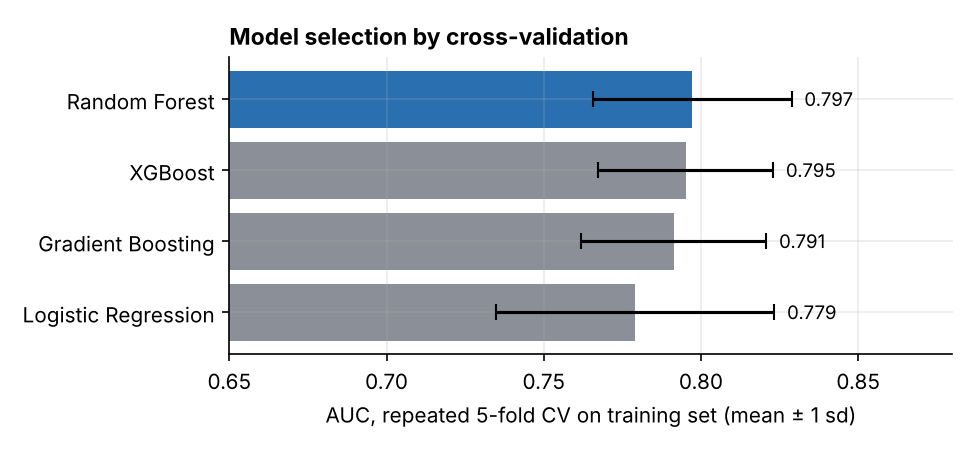 Model selection by cross-validation
Random Forest
0.797
XGBoost
0.795
Gradient Boosting
0.791
Logistic Regression
0.779
0.65 0.70 0.75 0.80 0.85
AUC, repeated 5-fold CV on training set (mean ± 1 sd)